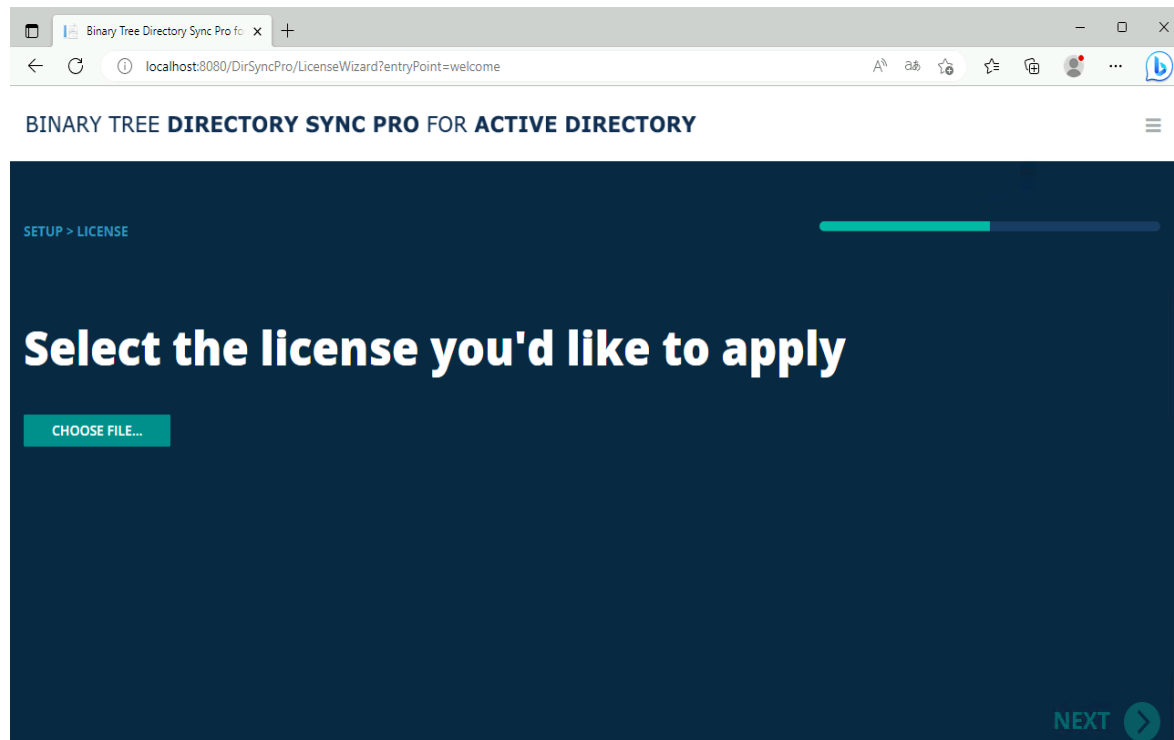 Binary Tree Directory Sync Pro fo
localhost:8080/DirSyncPro/LicenseWizard?entryPoint=welcome
BINARY TREE DIRECTORY SYNC PRO FOR ACTIVE DIRECTORY
SETUP > LICENSE
Select the license you'd like to apply
CHOOSE FILE...
NEXT